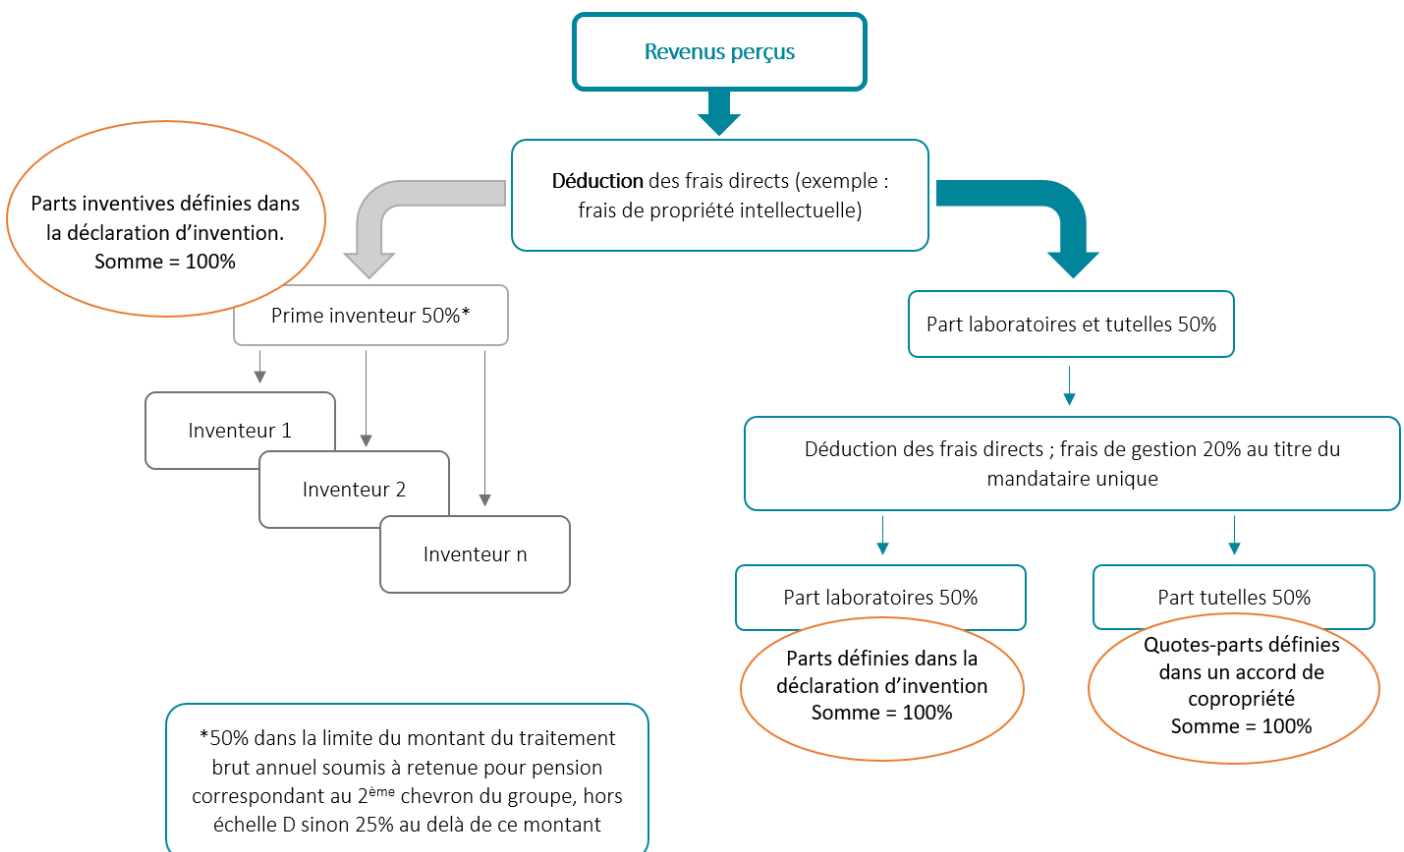 Revenus perçus
Déduction des frais directs (exemple :
frais de propriété intellectuelle)
Parts inventives définies dans
la déclaration d’invention.
Somme = 100%
Prime inventeur 50%*
Inventeur 1
Inventeur 2
Inventeur n
Part laboratoires et tutelles 50%
Déduction des frais directs ; frais de gestion 20% au titre du
mandataire unique
Part laboratoires 50%
Parts définies dans la
déclaration d’invention
Somme = 100%
Part tutelles 50%
Quotes-parts définies
dans un accord de
copropriété
Somme = 100%
*50% dans la limite du montant du traitement
brut annuel soumis à retenue pour pension
correspondant au 2ème chevron du groupe, hors
échelle D sinon 25% au delà de ce montant